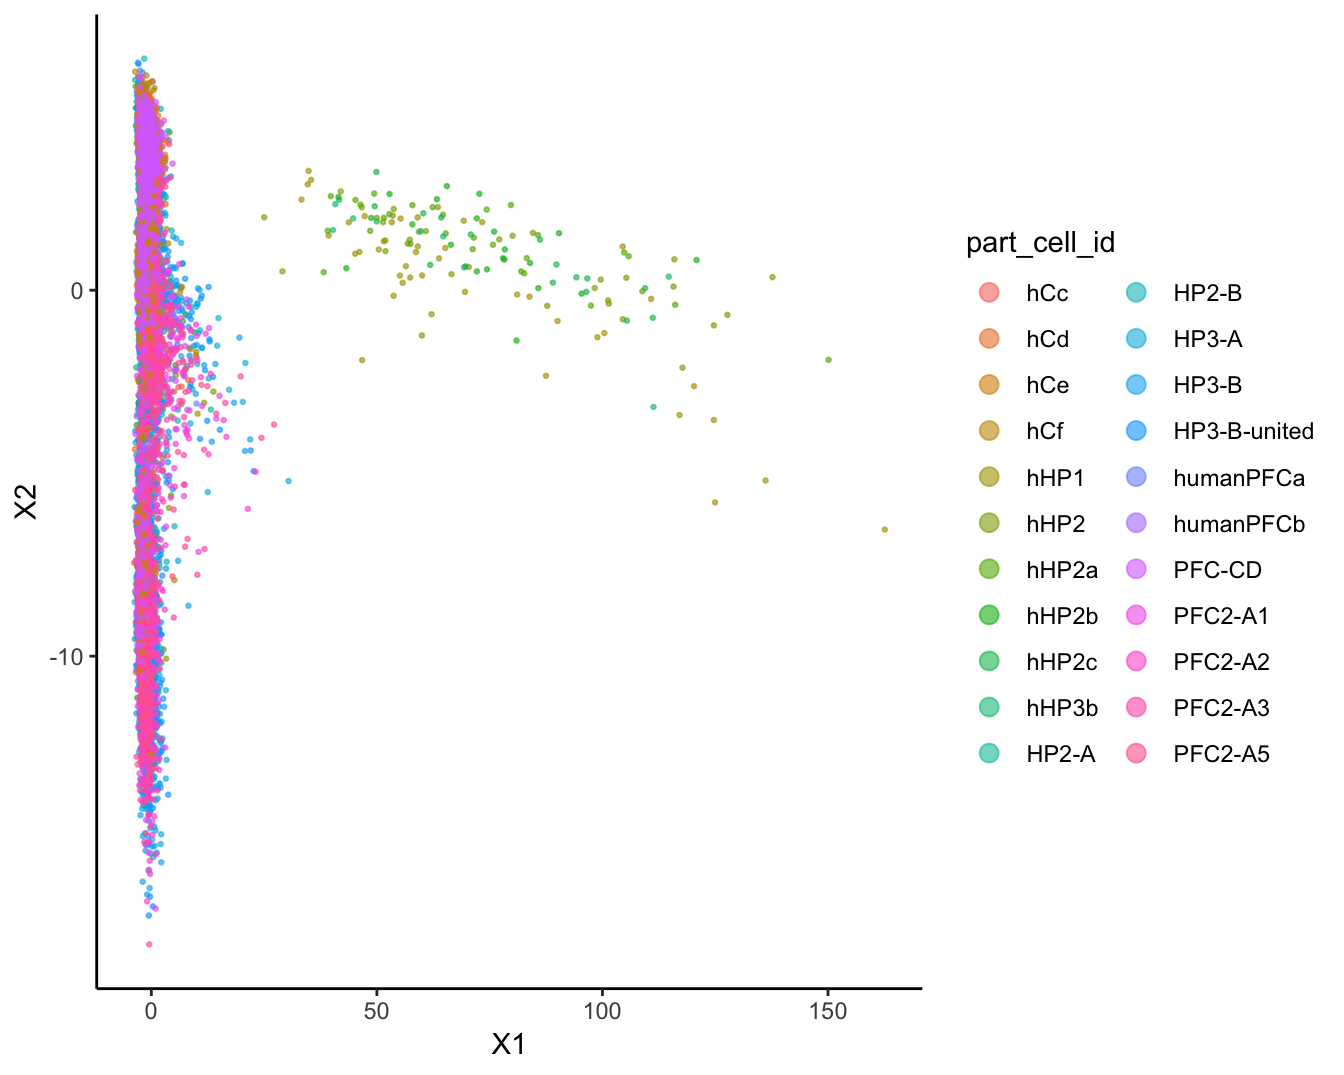 X2
0
-10
0
50
100
150
X1
part_cell_id
hCc
hCd
hCe
hCf
hHP1
hHP2
hHP2a
hHP2b
hHP2c
hHP3b
HP2-A
HP2-B
HP3-A
HP3-B
HP3-B-united
humanPFCa
humanPFCb
PFC-CD
PFC2-A1
PFC2-A2
PFC2-A3
PFC2-A5